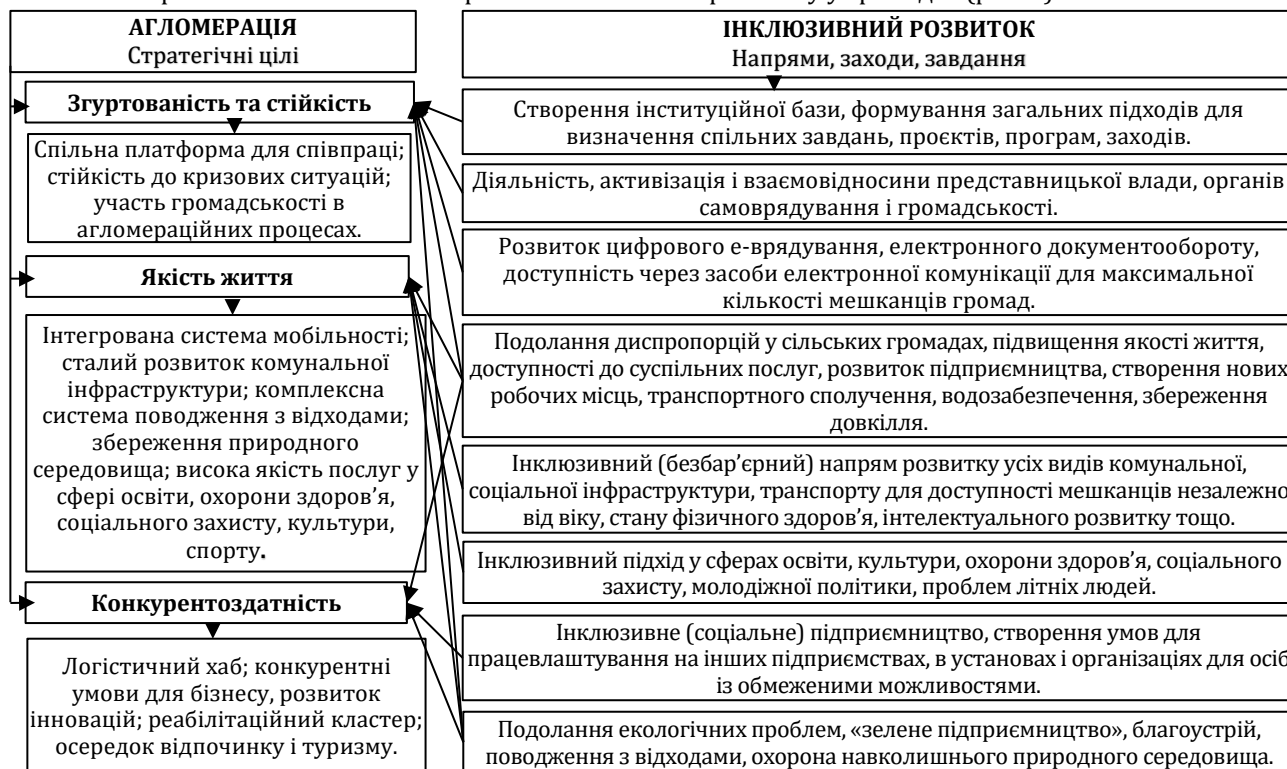 АГЛОМЕРАЦІЯ
Стратегічні цілі
Згуртованість та стійкість
Спільна платформа для співпраці;
стійкість до кризових ситуацій;
участь громадськості в
агломераційних процесах.
Якість життя
Інтегрована система мобільності;
сталий розвиток комунальної
інфраструктури; комплексна
система поводження з відходами;
збереження природного
середовища; висока якість послуг у
сфері освіти, охорони здоров’я,
соціального захисту, культури,
спорту.
Конкурентоздатність
Логістичний хаб; конкурентні
умови для бізнесу, розвиток
інновацій; реабілітаційний кластер;
осередок відпочинку і туризму.
ІНКЛЮЗИВНИЙ РОЗВИТОК
Напрями, заходи, завдання
Створення інституційної бази, формування загальних підходів для
визначення спільних завдань, проєктів, програм, заходів.
Діяльність, активізація і взаємовідносини представницької влади, органів
самоврядування і громадськості.
Розвиток цифрового е-врядування, електронного документообороту,
доступність через засоби електронної комунікації для максимальної
кількості мешканців громад.
Подолання диспропорцій у сільських громадах, підвищення якості життя,
доступності до суспільних послуг, розвиток підприємництва, створення нових
робочих місць, транспортного сполучення, водозабезпечення, збереження
довкілля.
Інклюзивний (безбар’єрний) напрям розвитку усіх видів комунальної,
соціальної інфраструктури, транспорту для доступності мешканців незалежно
від віку, стану фізичного здоров’я, інтелектуального розвитку тощо.
Інклюзивний підхід у сферах освіти, культури, охорони здоров’я, соціального
захисту, молодіжної політики, проблем літніх людей.
Інклюзивне (соціальне) підприємництво, створення умов для
працевлаштування на інших підприємствах, в установах і організаціях для осіб
із обмеженими можливостями.
Подолання екологічних проблем, «зелене підприємництво», благоустрій,
поводження з відходами, охорона навколишнього природного середовища.